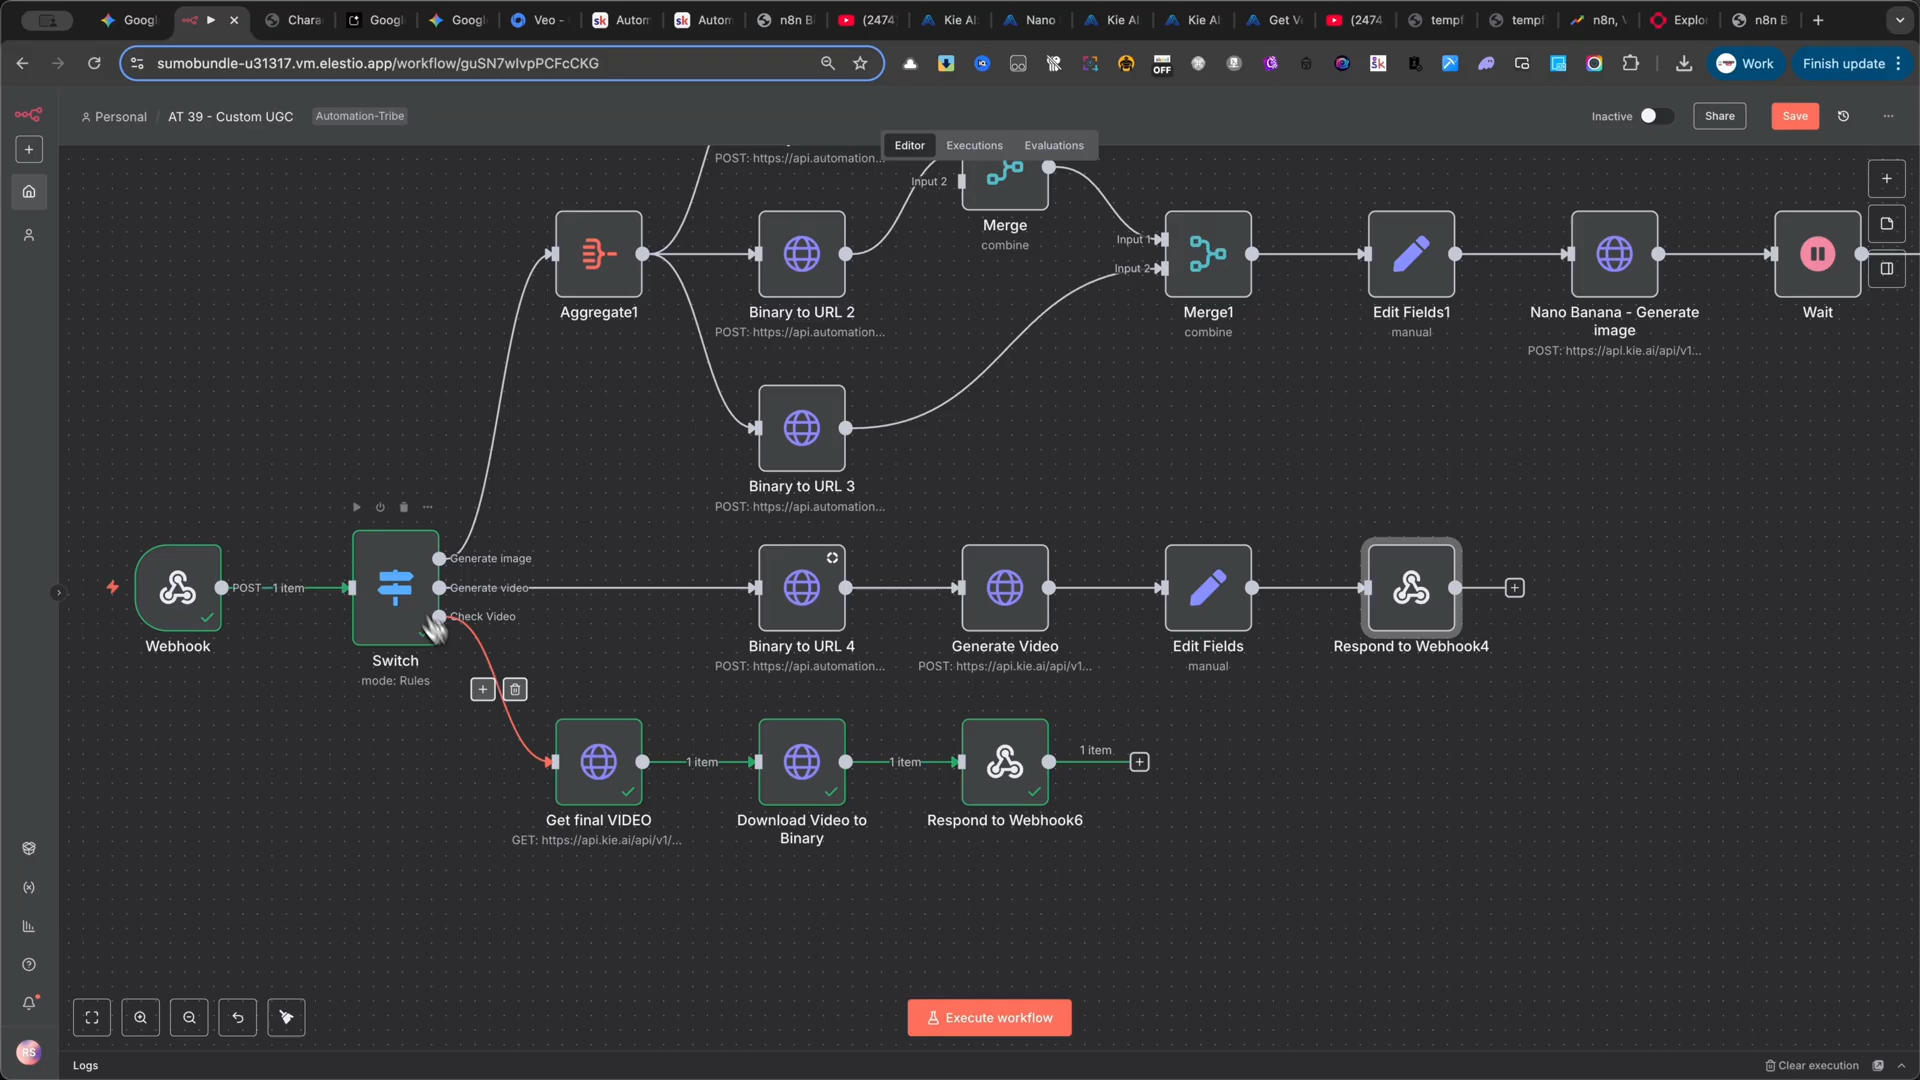 Googl
Chara
Googl
Googl
Veo -
sk Autom
sk Autom
n8n B
(2474
Kie AI
Nano
Kie AI
Kie AI
Get V
(2474
tempf
tempf
n8n, V
Explo
n8n B
sumobundle-u31317.vm.elestio.app/workflow/guSN7wlvpPCFcCKG
OFF
Sk
Work
Finish update
Personal / AT 39 - Custom UGC
Automation-Tribe
Inactive
Share
Save
Editor
Executions
Evaluations
POST: https://api.automation...
Input 2
Merge
combine
Input 1
Input 2
Aggregate1
Binary to URL 2
POST: https://api.automation...
Merge1
combine
Edit Fields1
manual
Nano Banana - Generate
image
POST: https://api.kie.ai/api/v1...
Wait
Binary to URL 3
POST: https://api.automation...
POST
1 item
Webhook
Generate image
Generate video
Check Video
Switch
mode: Rules
Binary to URL 4
POST: https://api.automation...
Generate Video
POST: https://api.kie.ai/api/v1...
Edit Fields
manual
Respond to Webhook4
1 item
1 item
1 item
Get final VIDEO
GET: https://api.kie.ai/api/v1/...
Download Video to
Binary
Respond to Webhook6
Execute workflow
RS
Logs
Clear execution